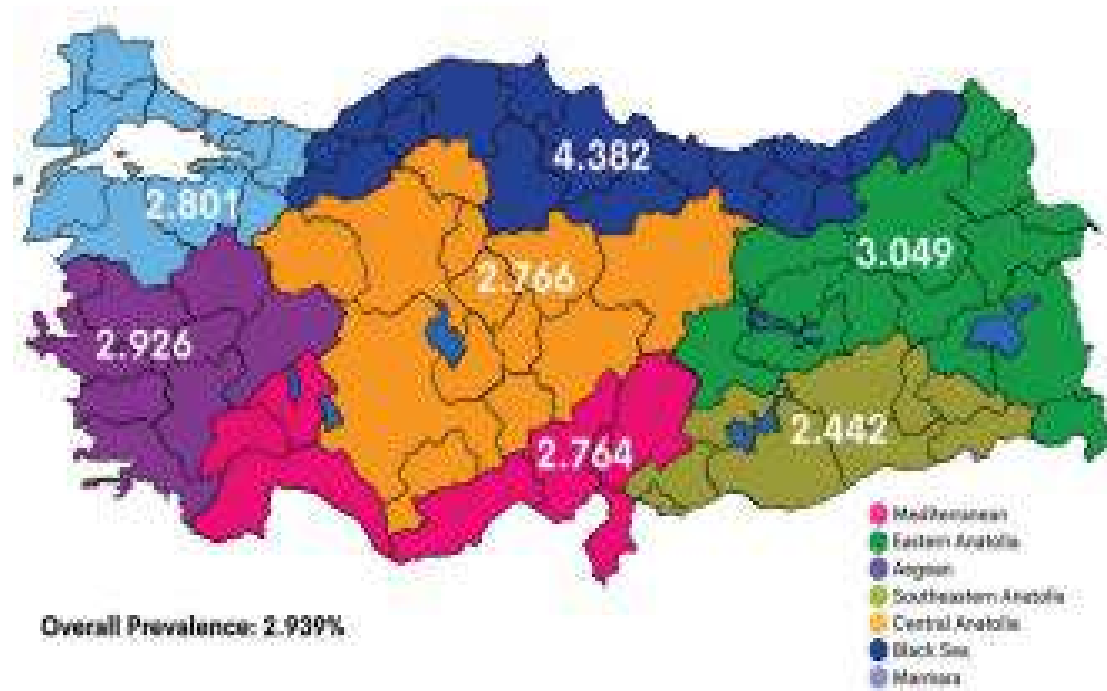 4.382
2.801
3.049
2.766
2.926
2.442
2.764
Mediterranean
Eastern Anatolia
Aegean
Southeastern Anatolia
Central Anatolia
Black Sea
Marmara
Overall Prevalence: 2.939%